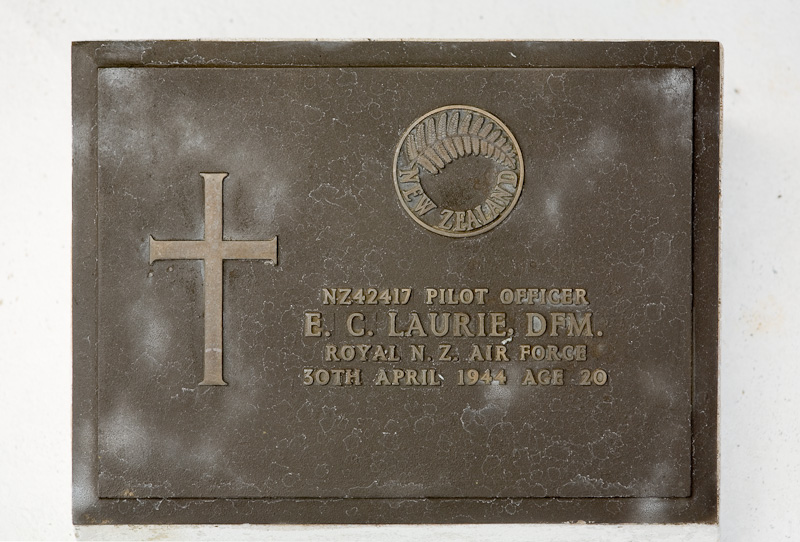 NEW ZEALAND
NZ42417 PILOT OFFICER
E. C. LAURIE, DFM.
ROYAL N. Z. AIR FORCE
30TH APRIL 1944 AGE 20